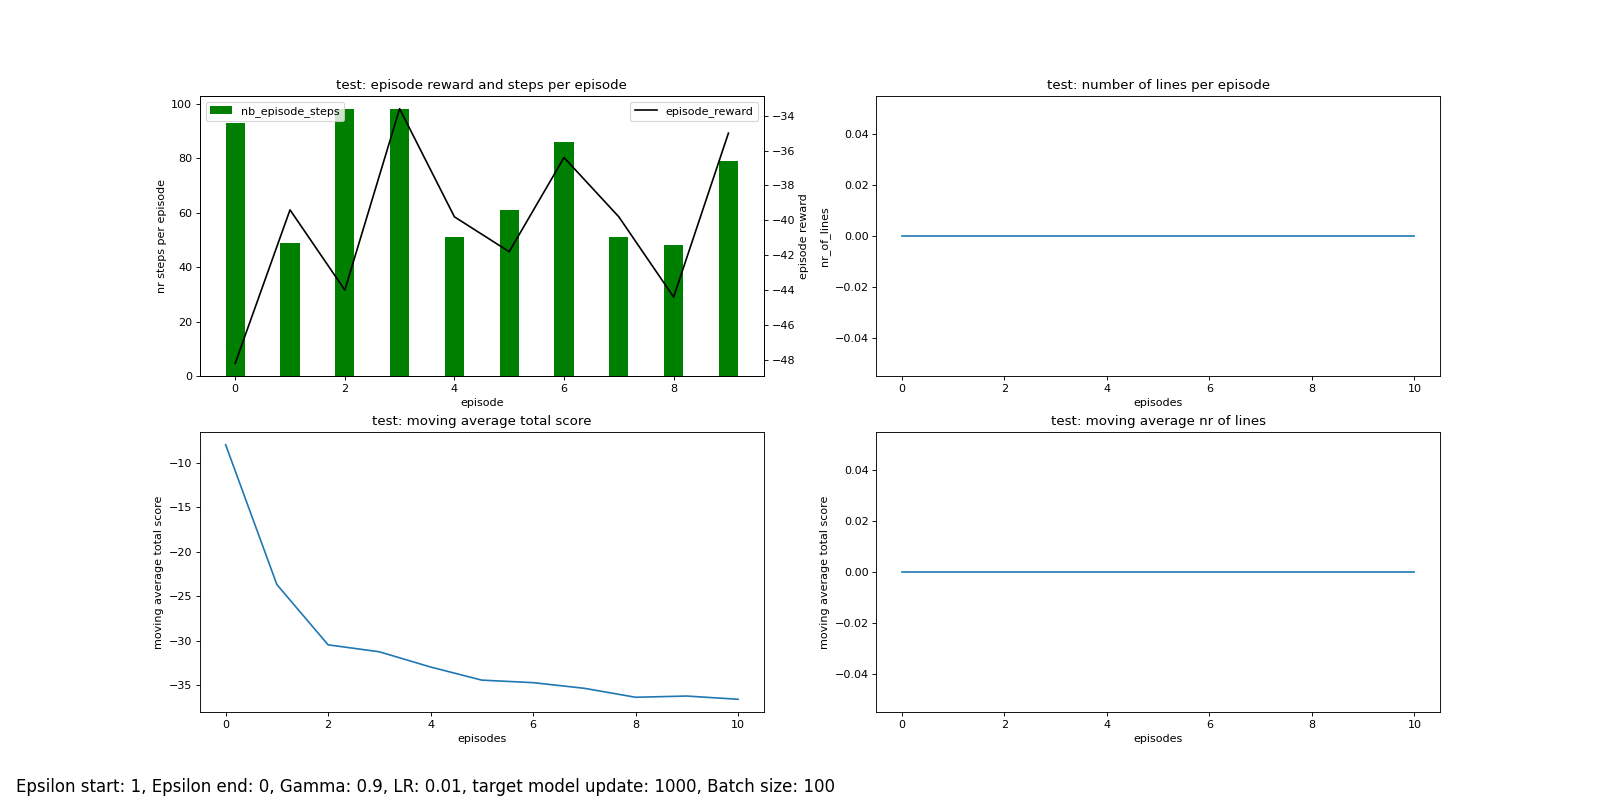 test: episode reward and steps per episode
nb_episode_steps
episode_reward
nr steps per episode
100
80
60
40
20
0
−34
−36
−38
−40
−42
−44
−46
−48
episode reward
0 2 4 6 8
episode
test: number of lines per episode
nr_of_lines
0.04
0.02
0.00
−0.02
−0.04
0 2 4 6 8 10
episodes
test: moving average total score
moving average total score
−10
−15
−20
−25
−30
−35
0 2 4 6 8 10
episodes
test: moving average nr of lines
moving average total score
0.04
0.02
0.00
−0.02
−0.04
0 2 4 6 8 10
episodes
Epsilon start: 1, Epsilon end: 0, Gamma: 0.9, LR: 0.01, target model update: 1000, Batch size: 100